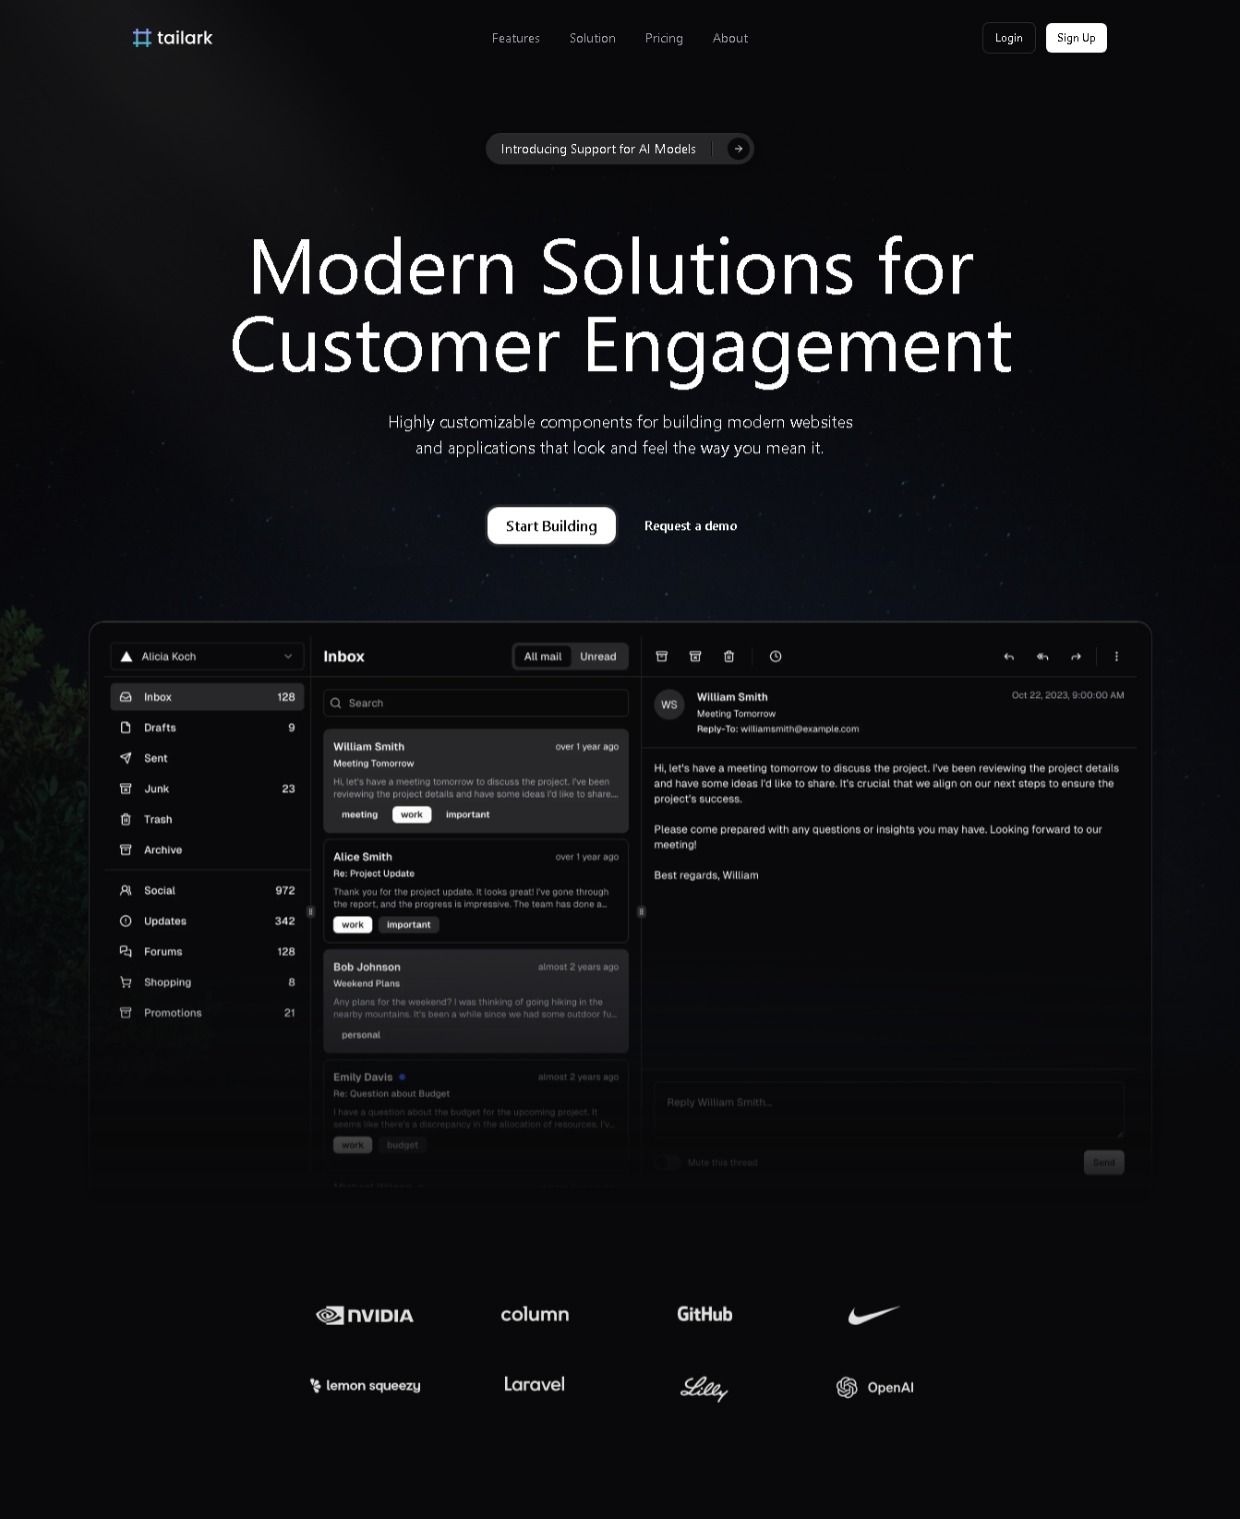 tailark
Features Solution Pricing About
Login Sign Up
Introducing Support for AI Models
Modern Solutions for
Customer Engagement
Highly customizable components for building modern websites
and applications that look and feel the way you mean it.
Start Building Request a demo
Alicia Koch
Inbox 128
Drafts 9
Sent
Junk 23
Trash
Archive
Social 972
Updates 342
Forums 128
Shopping 8
Promotions 21
Inbox All mail Unread
Search
William Smith over 1 year ago
Meeting Tomorrow
Hi, let's have a meeting tomorrow to discuss the project. I've been
reviewing the project details and have some ideas I'd like to share....
meeting work important
Alice Smith over 1 year ago
Re: Project Update
Thank you for the project update. It looks great! I've gone through
the report, and the progress is impressive. The team has done a...
work important
Bob Johnson almost 2 years ago
Weekend Plans
Any plans for the weekend? I was thinking of going hiking in the
nearby mountains. It's been a while since we had some outdoor fu...
personal
Emily Davis almost 2 years ago
Re: Question about Budget
I have a question about the budget for the upcoming project. It
seems like there's a discrepancy in the allocation of resources. I'v...
work budget
WS
William Smith Oct 22, 2023, 9:00:00 AM
Meeting Tomorrow
Reply-To: williamsmith@example.com
Hi, let's have a meeting tomorrow to discuss the project. I've been reviewing the project details
and have some ideas I'd like to share. It's crucial that we align on our next steps to ensure the
project's success.
Please come prepared with any questions or insights you may have. Looking forward to our
meeting!
Best regards, William
Reply William Smith...
Mute this thread Send
NVIDIA column GitHub
lemon squeezy Laravel Lilly OpenAI